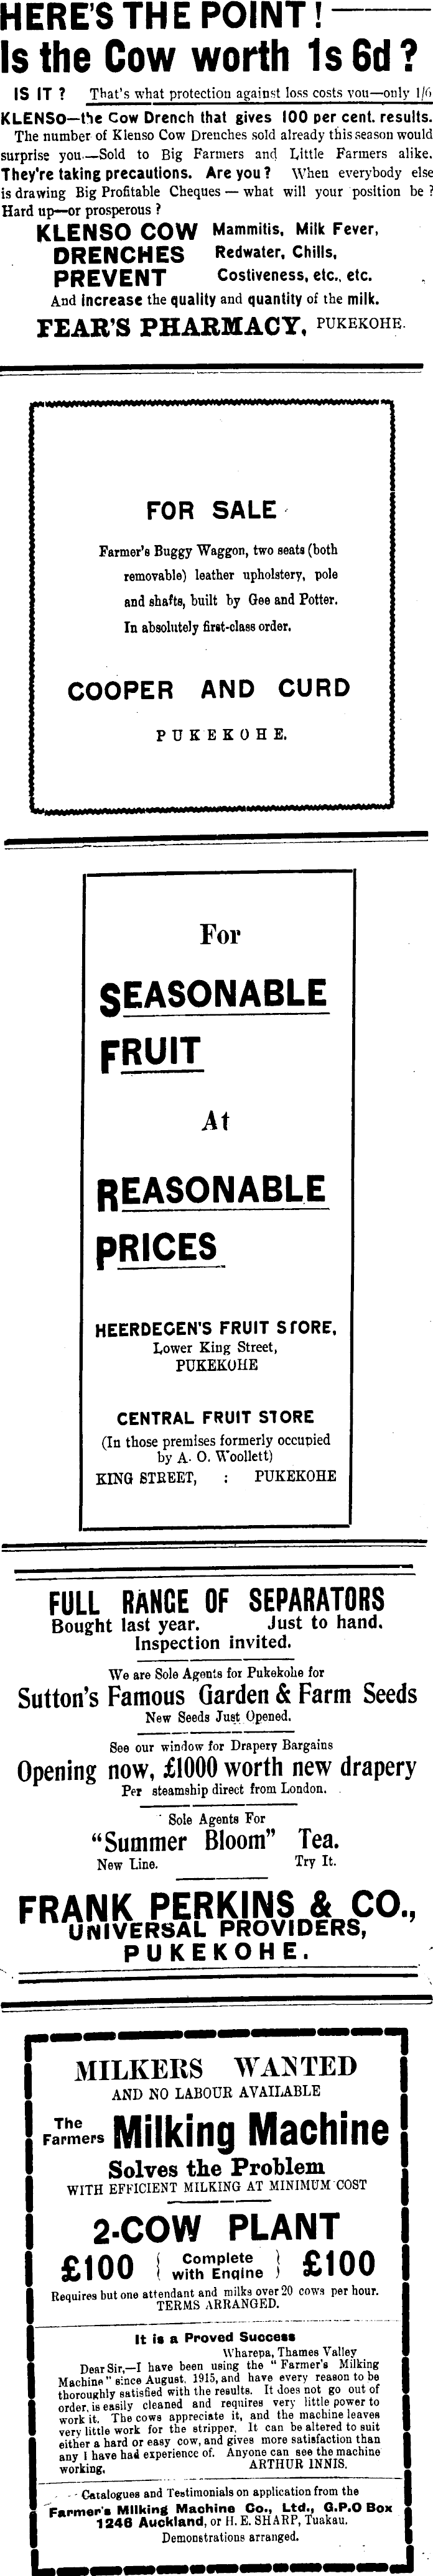 HERE'S THE POINT!
Is the Cow worth 1s 6d?
IS IT? That's what protection against loss costs you—only 1/6
KLENSO—the Cow Drench that gives 100 per cent. results.
The number of Klenso Cow Drenches sold already this season would
surprise you.—Sold to Big Farmers and Little Farmers alike.
They're taking precautions. Are you? When everybody else
is drawing Big Profitable Cheques — what will your position be?
Hard up—or prosperous?
KLENSO COW Mammitis, Milk Fever,
DRENCHES Redwater, Chills,
PREVENT Costiveness, etc., etc.
And increase the quality and quantity of the milk.
FEAR'S PHARMACY, PUKEKOHE.
FOR SALE
Farmer's Buggy Waggon, two seats (both
removable) leather upholstery, pole
and shafts, built by Gee and Potter.
In absolutely first-class order.
COOPER AND CURD
PUKEKOHE.
For
SEASONABLE
FRUIT
At
REASONABLE
PRICES
HEERDEGEN'S FRUIT STORE,
Lower King Street,
PUKEKOHE
CENTRAL FRUIT STORE
(In those premises formerly occupied
by A. O. Woollett)
KING STREET, : PUKEKOHE
FULL RANGE OF SEPARATORS
Bought last year. Just to hand.
Inspection invited.
We are Sole Agents for Pukekohe for
Sutton's Famous Garden & Farm Seeds
New Seeds Just Opened.
See our window for Drapery Bargains
Opening now, £1000 worth new drapery
Per steamship direct from London.
Sole Agents For
"Summer Bloom" Tea.
New Line. Try It.
FRANK PERKINS & CO.,
UNIVERSAL PROVIDERS,
PUKEKOHE.
MILKERS WANTED
AND NO LABOUR AVAILABLE
The Farmers Milking Machine
Solves the Problem
WITH EFFICIENT MILKING AT MINIMUM COST
2-COW PLANT
£100 { Complete with Engine } £100
Requires but one attendant and milks over 20 cows per hour.
TERMS ARRANGED.
It is a Proved Success
Wharepa, Thames Valley
Dear Sir,—I have been using the "Farmer's Milking
Machine" since August, 1915, and have every reason to be
thoroughly satisfied with the results. It does not go out of
order, is easily cleaned and requires very little power to
work it. The cows appreciate it, and the machine leaves
very little work for the stripper. It can be altered to suit
either a hard or easy cow, and gives more satisfaction than
any I have had experience of. Anyone can see the machine
working. ARTHUR INNIS.
Catalogues and Testimonials on application from the
Farmer's Milking Machine Co., Ltd., G.P.O Box
1246 Auckland, or H. E. SHARP, Tuakau.
Demonstrations arranged.